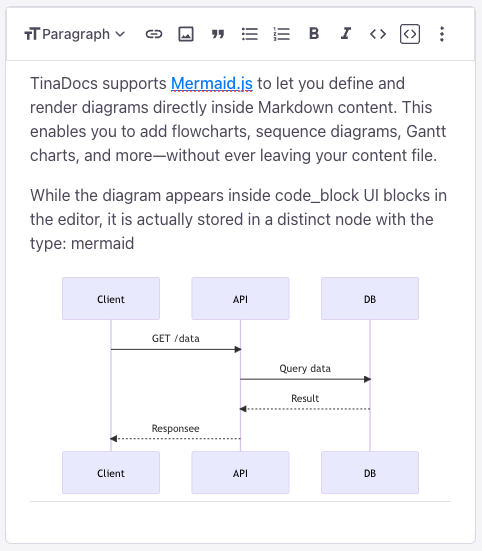 Paragraph
TinaDocs supports Mermaid.js to let you define and
render diagrams directly inside Markdown content. This
enables you to add flowcharts, sequence diagrams, Gantt
charts, and more—without ever leaving your content file.
While the diagram appears inside code_block UI blocks in
the editor, it is actually stored in a distinct node with the
type: mermaid
Client API DB
GET /data
Query data
Result
Responsee
Client API DB